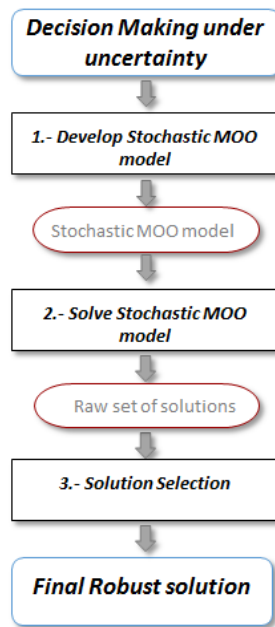 Decision Making under
uncertainty
1.- Develop Stochastic MOO
model
Stochastic MOO model
2.- Solve Stochastic MOO
model
Raw set of solutions
3.- Solution Selection
Final Robust solution